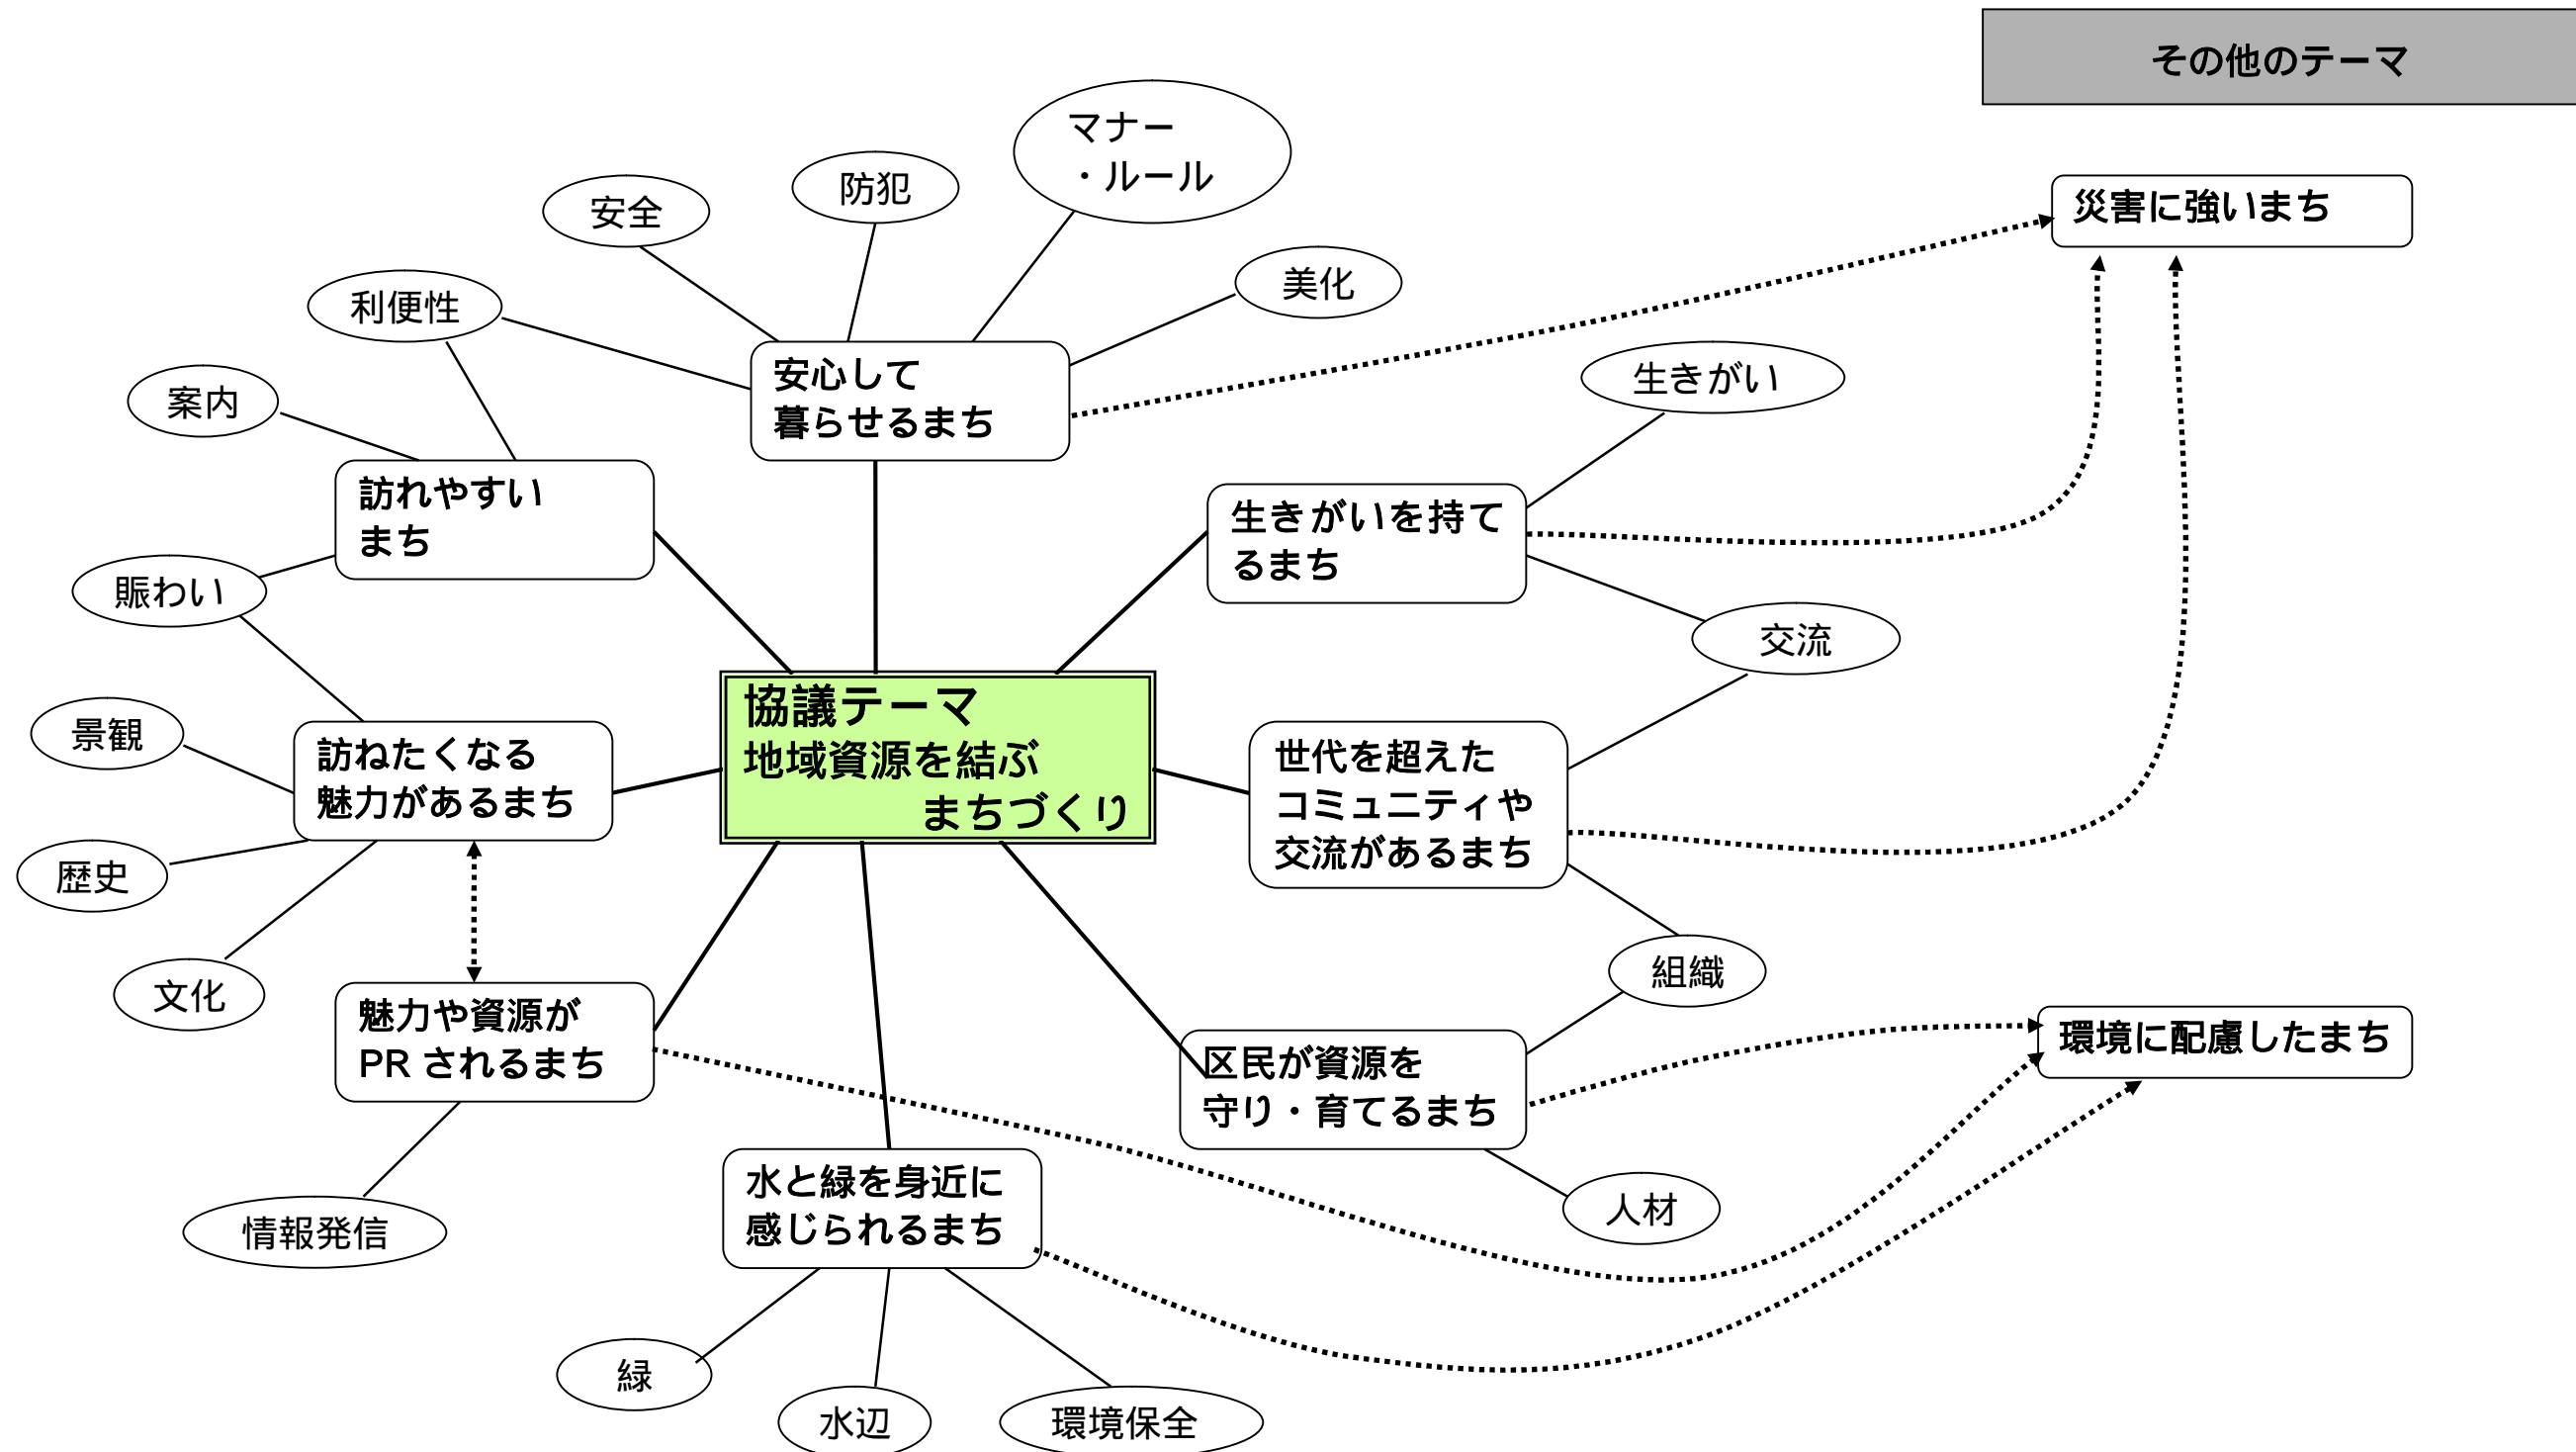 その他のテーマ
マナー
・ルール
防犯
安全
災害に強いまち
美化
利便性
安心して
暮らせるまち
生きがい
案内
訪れやすい
まち
生きがいを持て
るまち
賑わい
交流
協議テーマ
地域資源を結ぶ
まちづくり
景観
訪ねたくなる
魅力があるまち
世代を超えた
コミュニティや
交流があるまち
歴史
文化
組織
魅力や資源が
PR されるまち
環境に配慮したまち
区民が資源を
守り・育てるまち
水と緑を身近に
感じられるまち
人材
情報発信
緑
水辺
環境保全